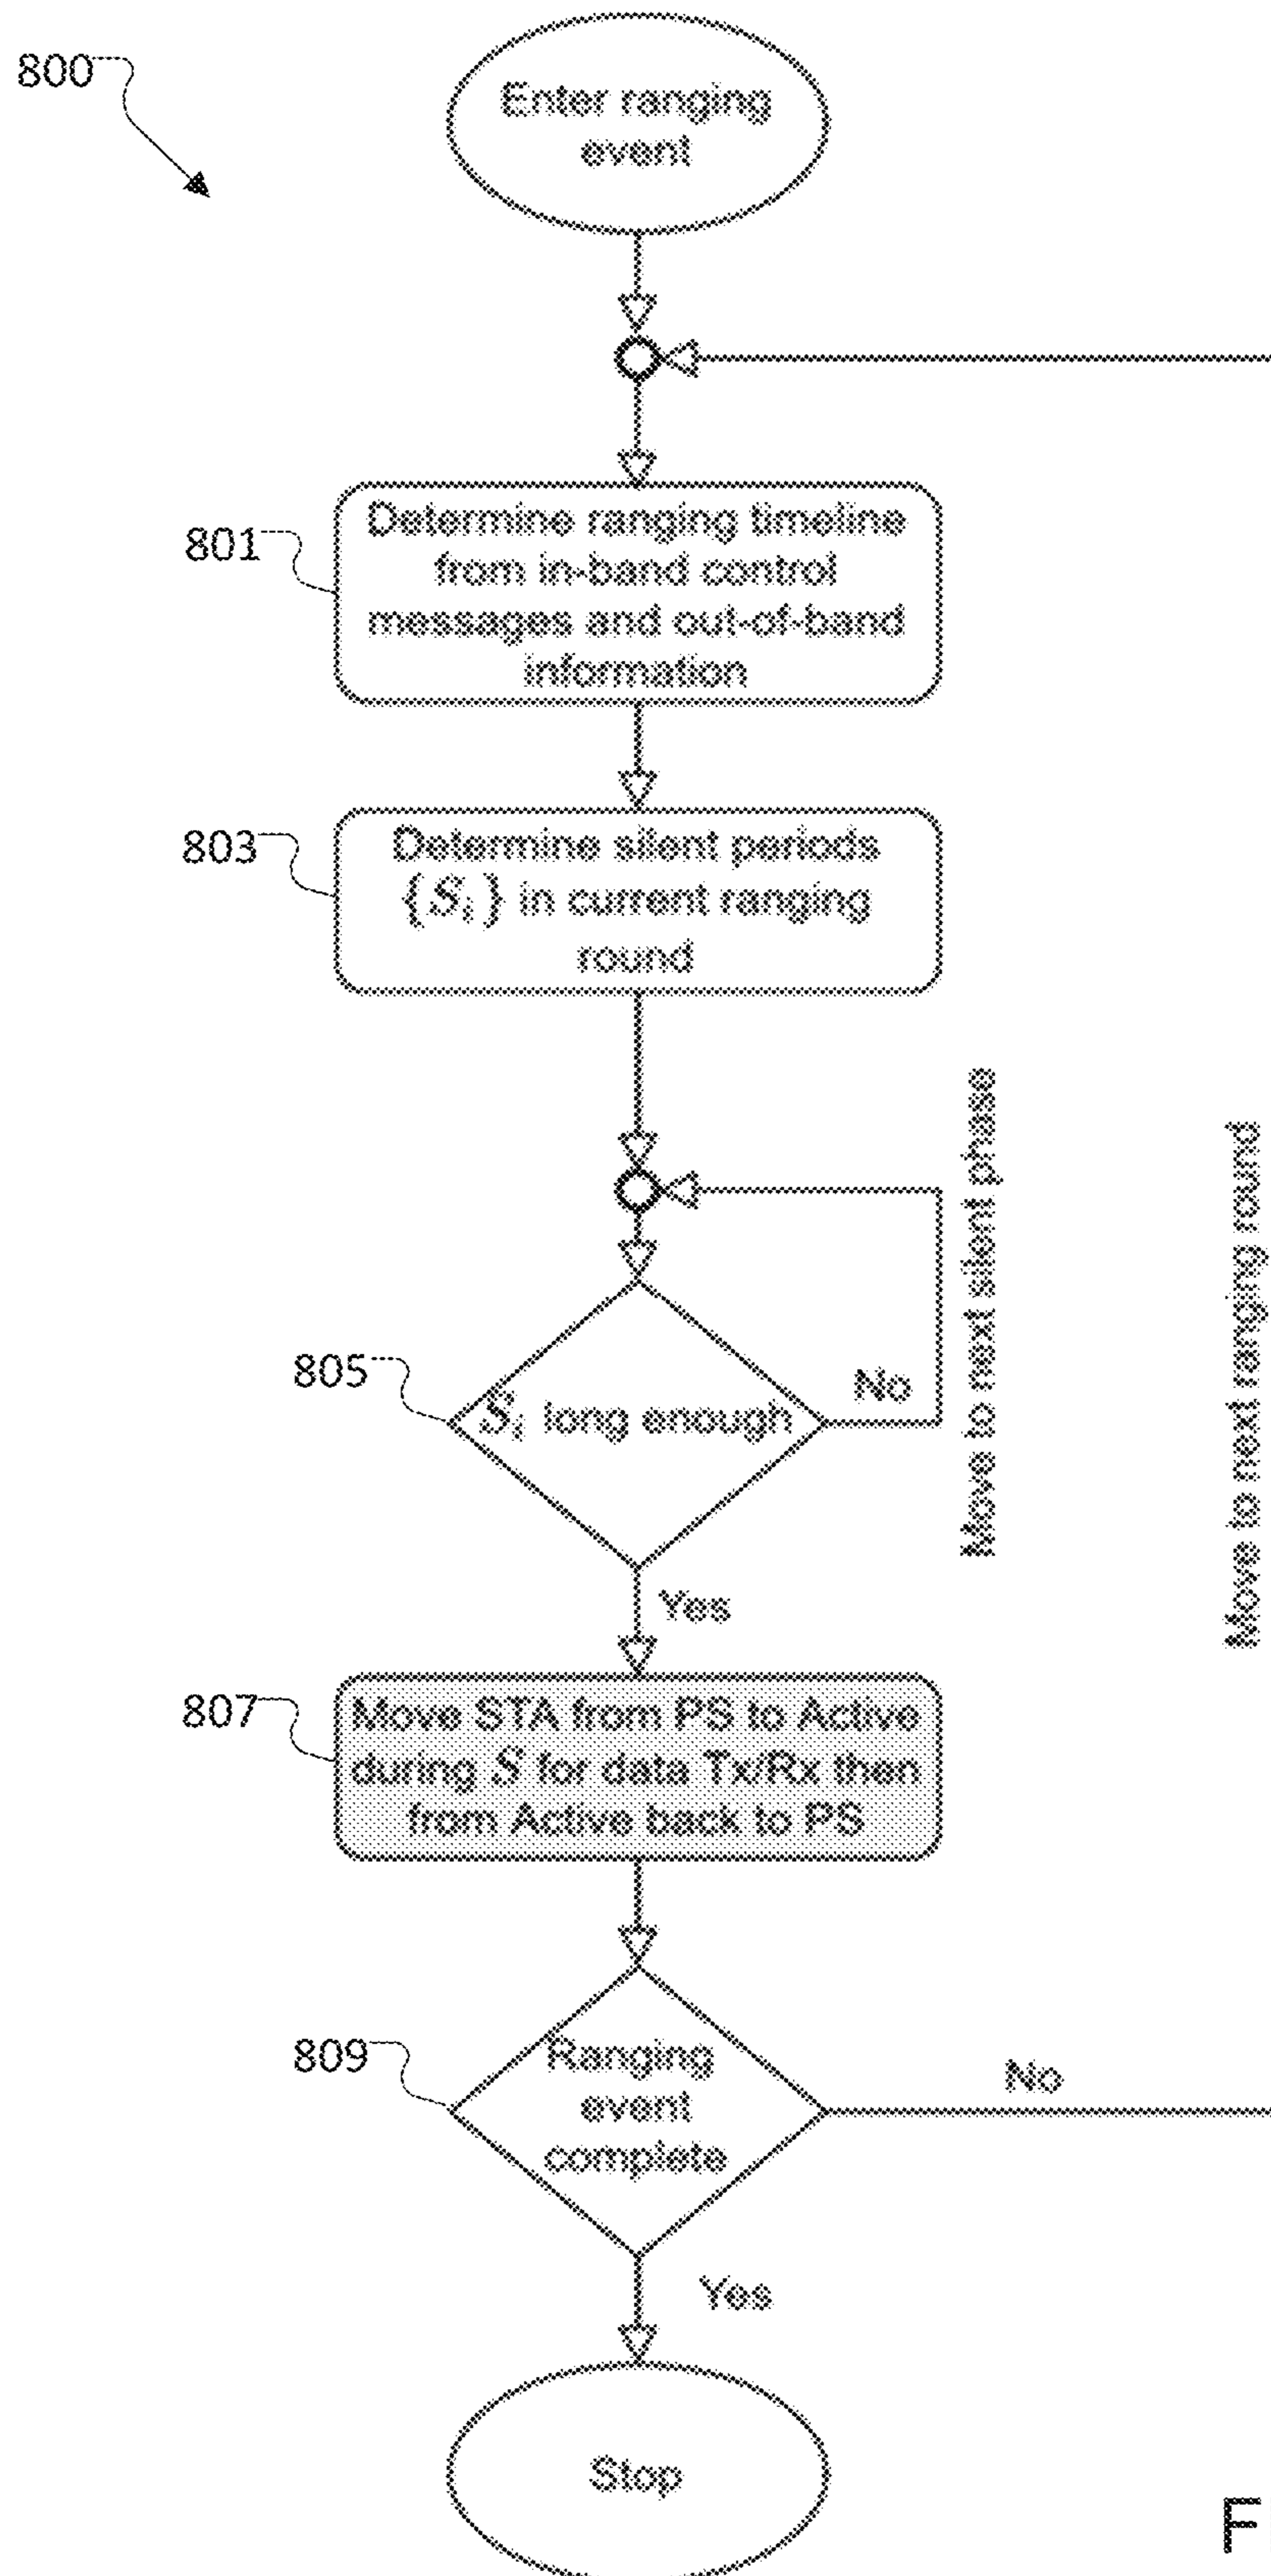 800
Enter ranging
event
801
Determine ranging timeline
from in-band control
messages and out-of-band
information
803
Determine silent periods
{S_i} in current ranging
round
Move to next silent phase
Move to next ranging round
805
S_i long enough
No
Yes
807
Move STA from PS to Active
during S for data Tx/Rx then
from Active back to PS
809
Ranging
event
complete
No
Yes
Stop
F